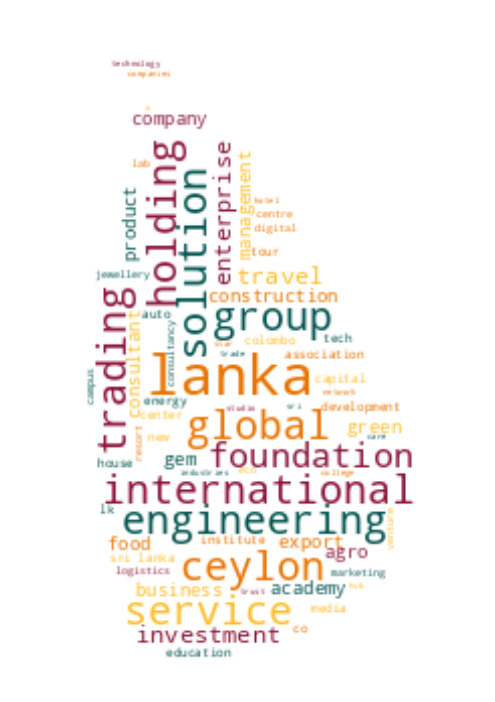 technology
companies
company
lab
holding
enterprise
solution
management
product
hotel
centre
digital
tour
jewellery
travel
trading
construction
auto
group
consultant
consultancy
colombo
tech
star
trade
association
lanka
capital
campus
network
energy
studio
sri
development
center
global
green
new
care
resort
foundation
gem
house
industries
eco
college
international
lk
engineering
venture
food
institute
export
agro
sri lanka
ceylon
logistics
marketing
business
trust
academy
hub
service
media
investment
co
education